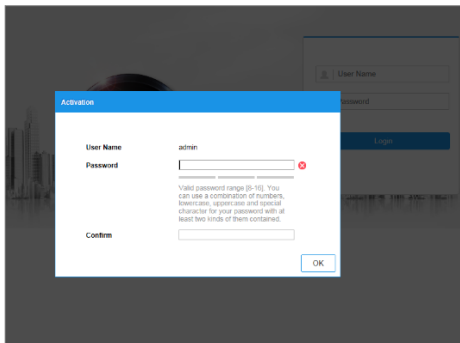 User Name
Password
Login
Activation
User Name admin
Password
Valid password range [8-16]. You
can use a combination of numbers,
lowercase, uppercase and special
character for your password with at
least two kinds of them contained.
Confirm
OK